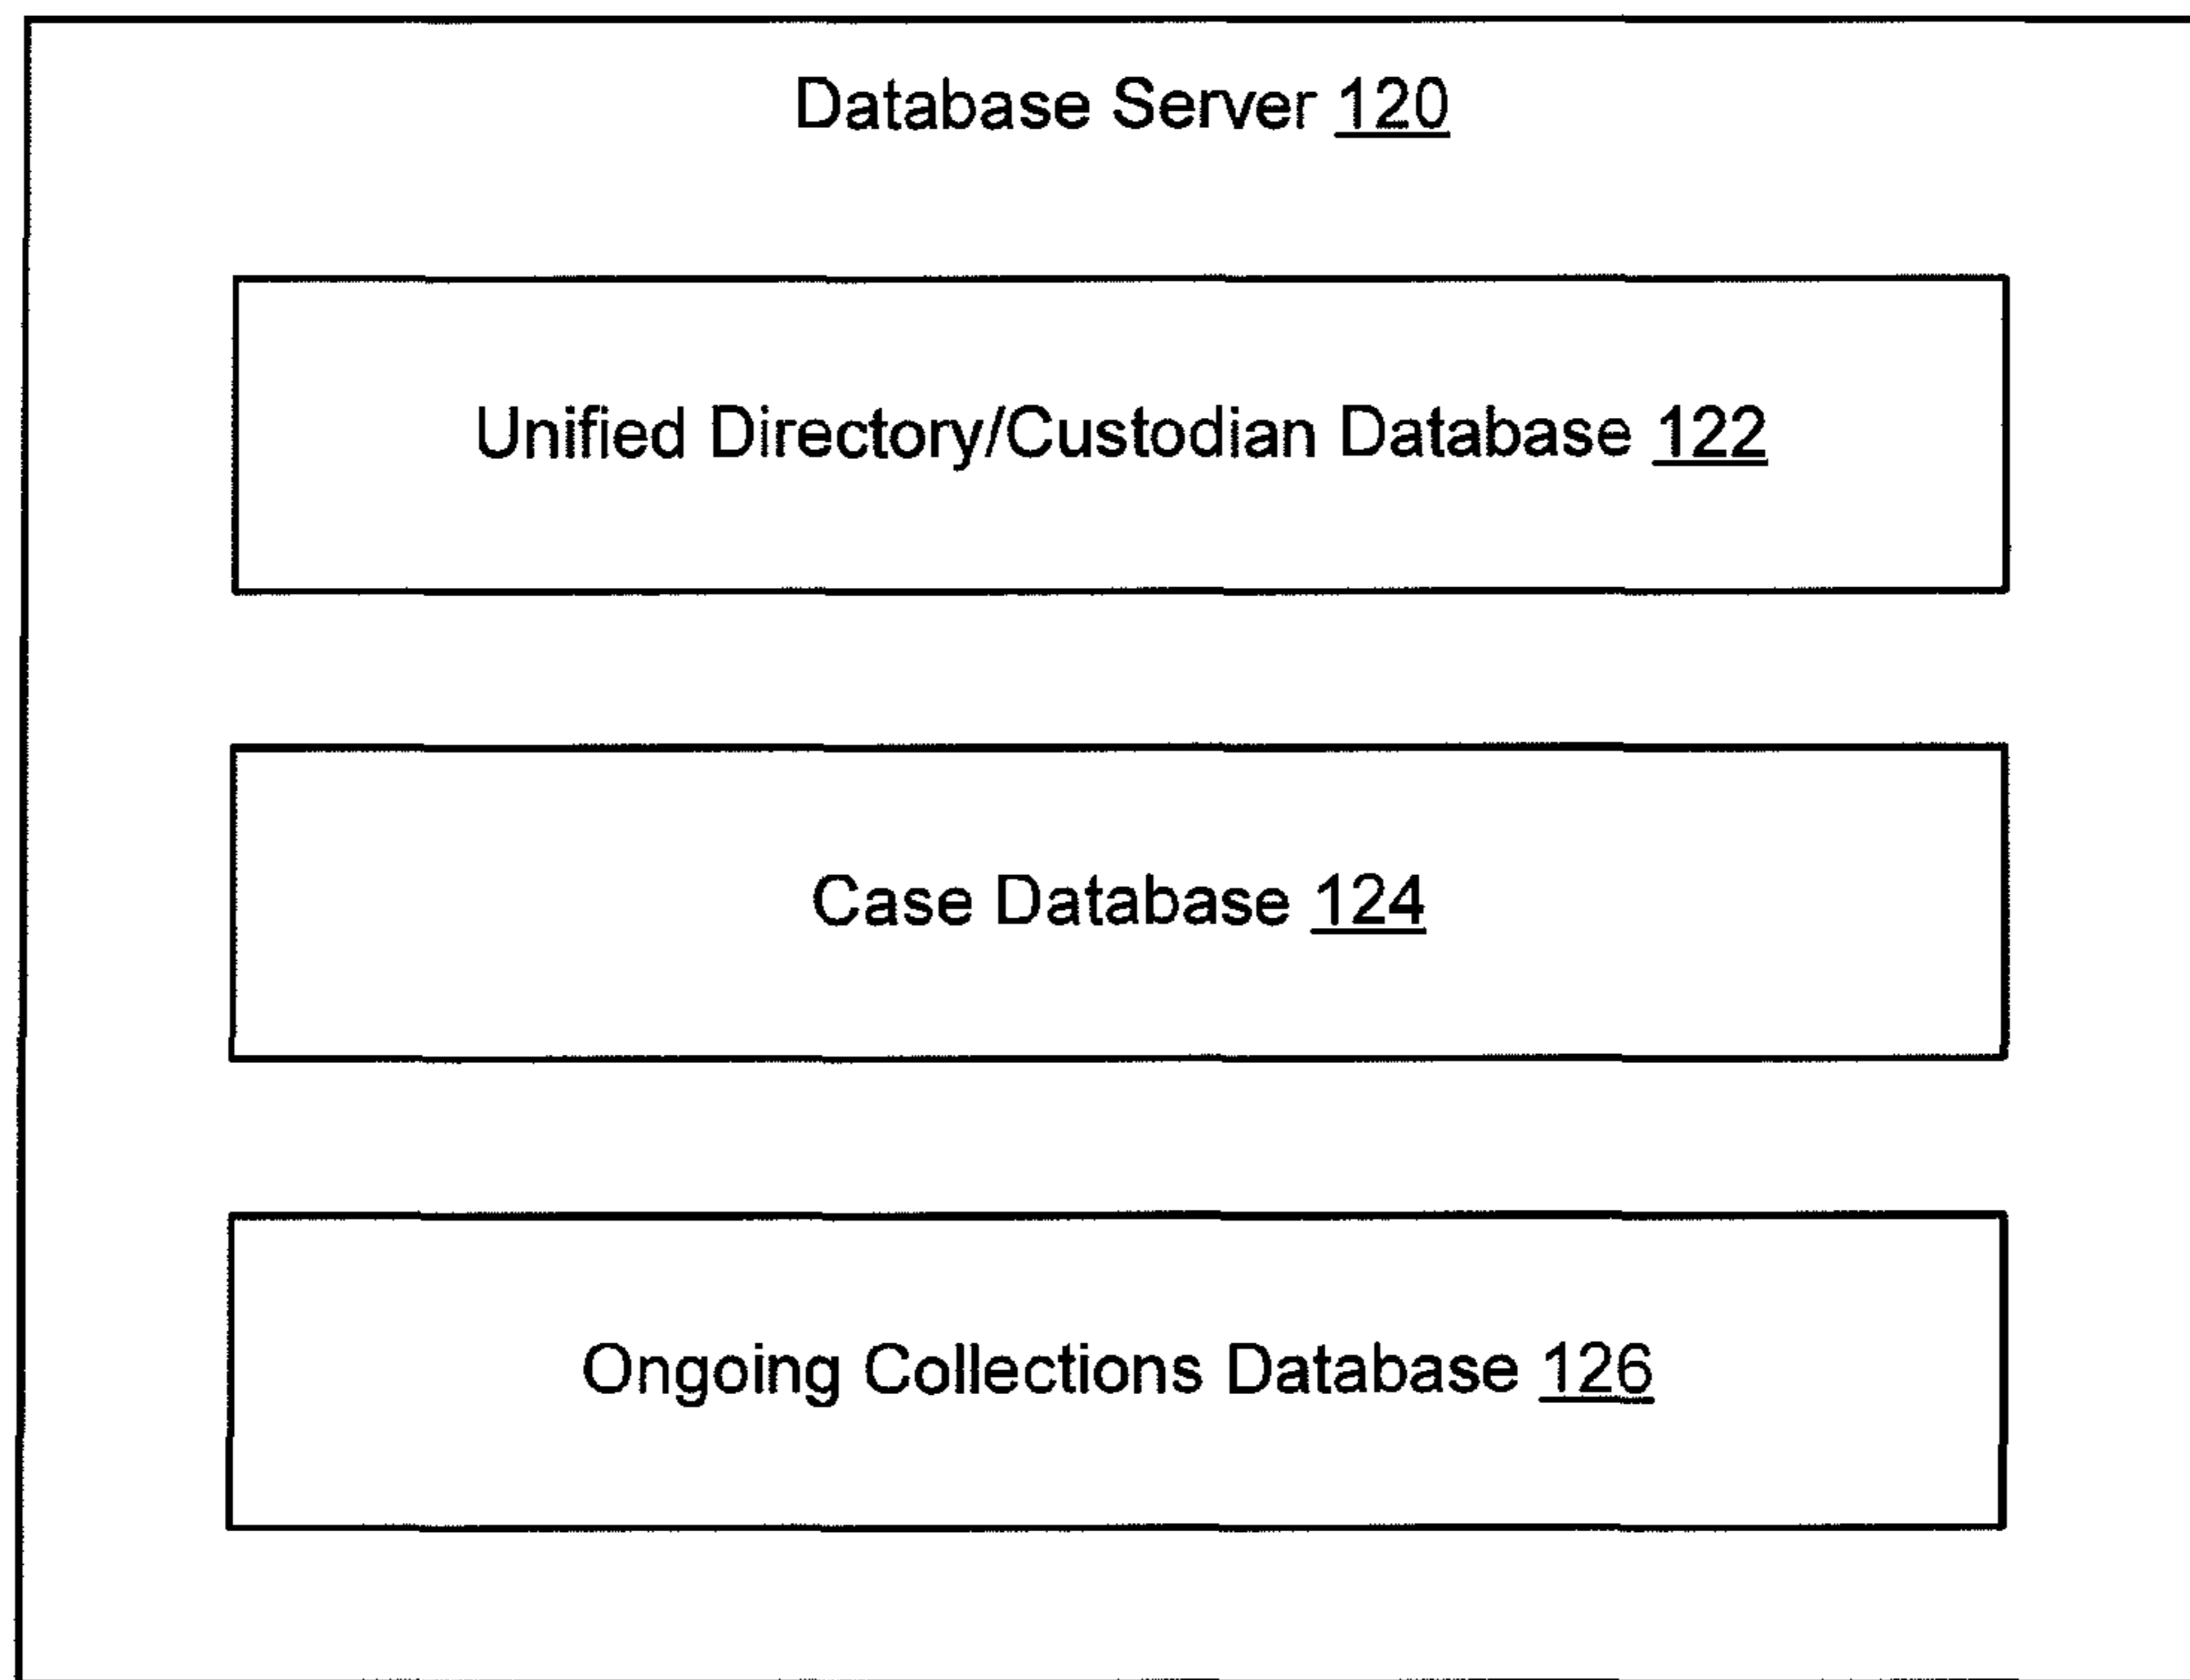 Database Server 120
Unified Directory/Custodian Database 122
Case Database 124
Ongoing Collections Database 126